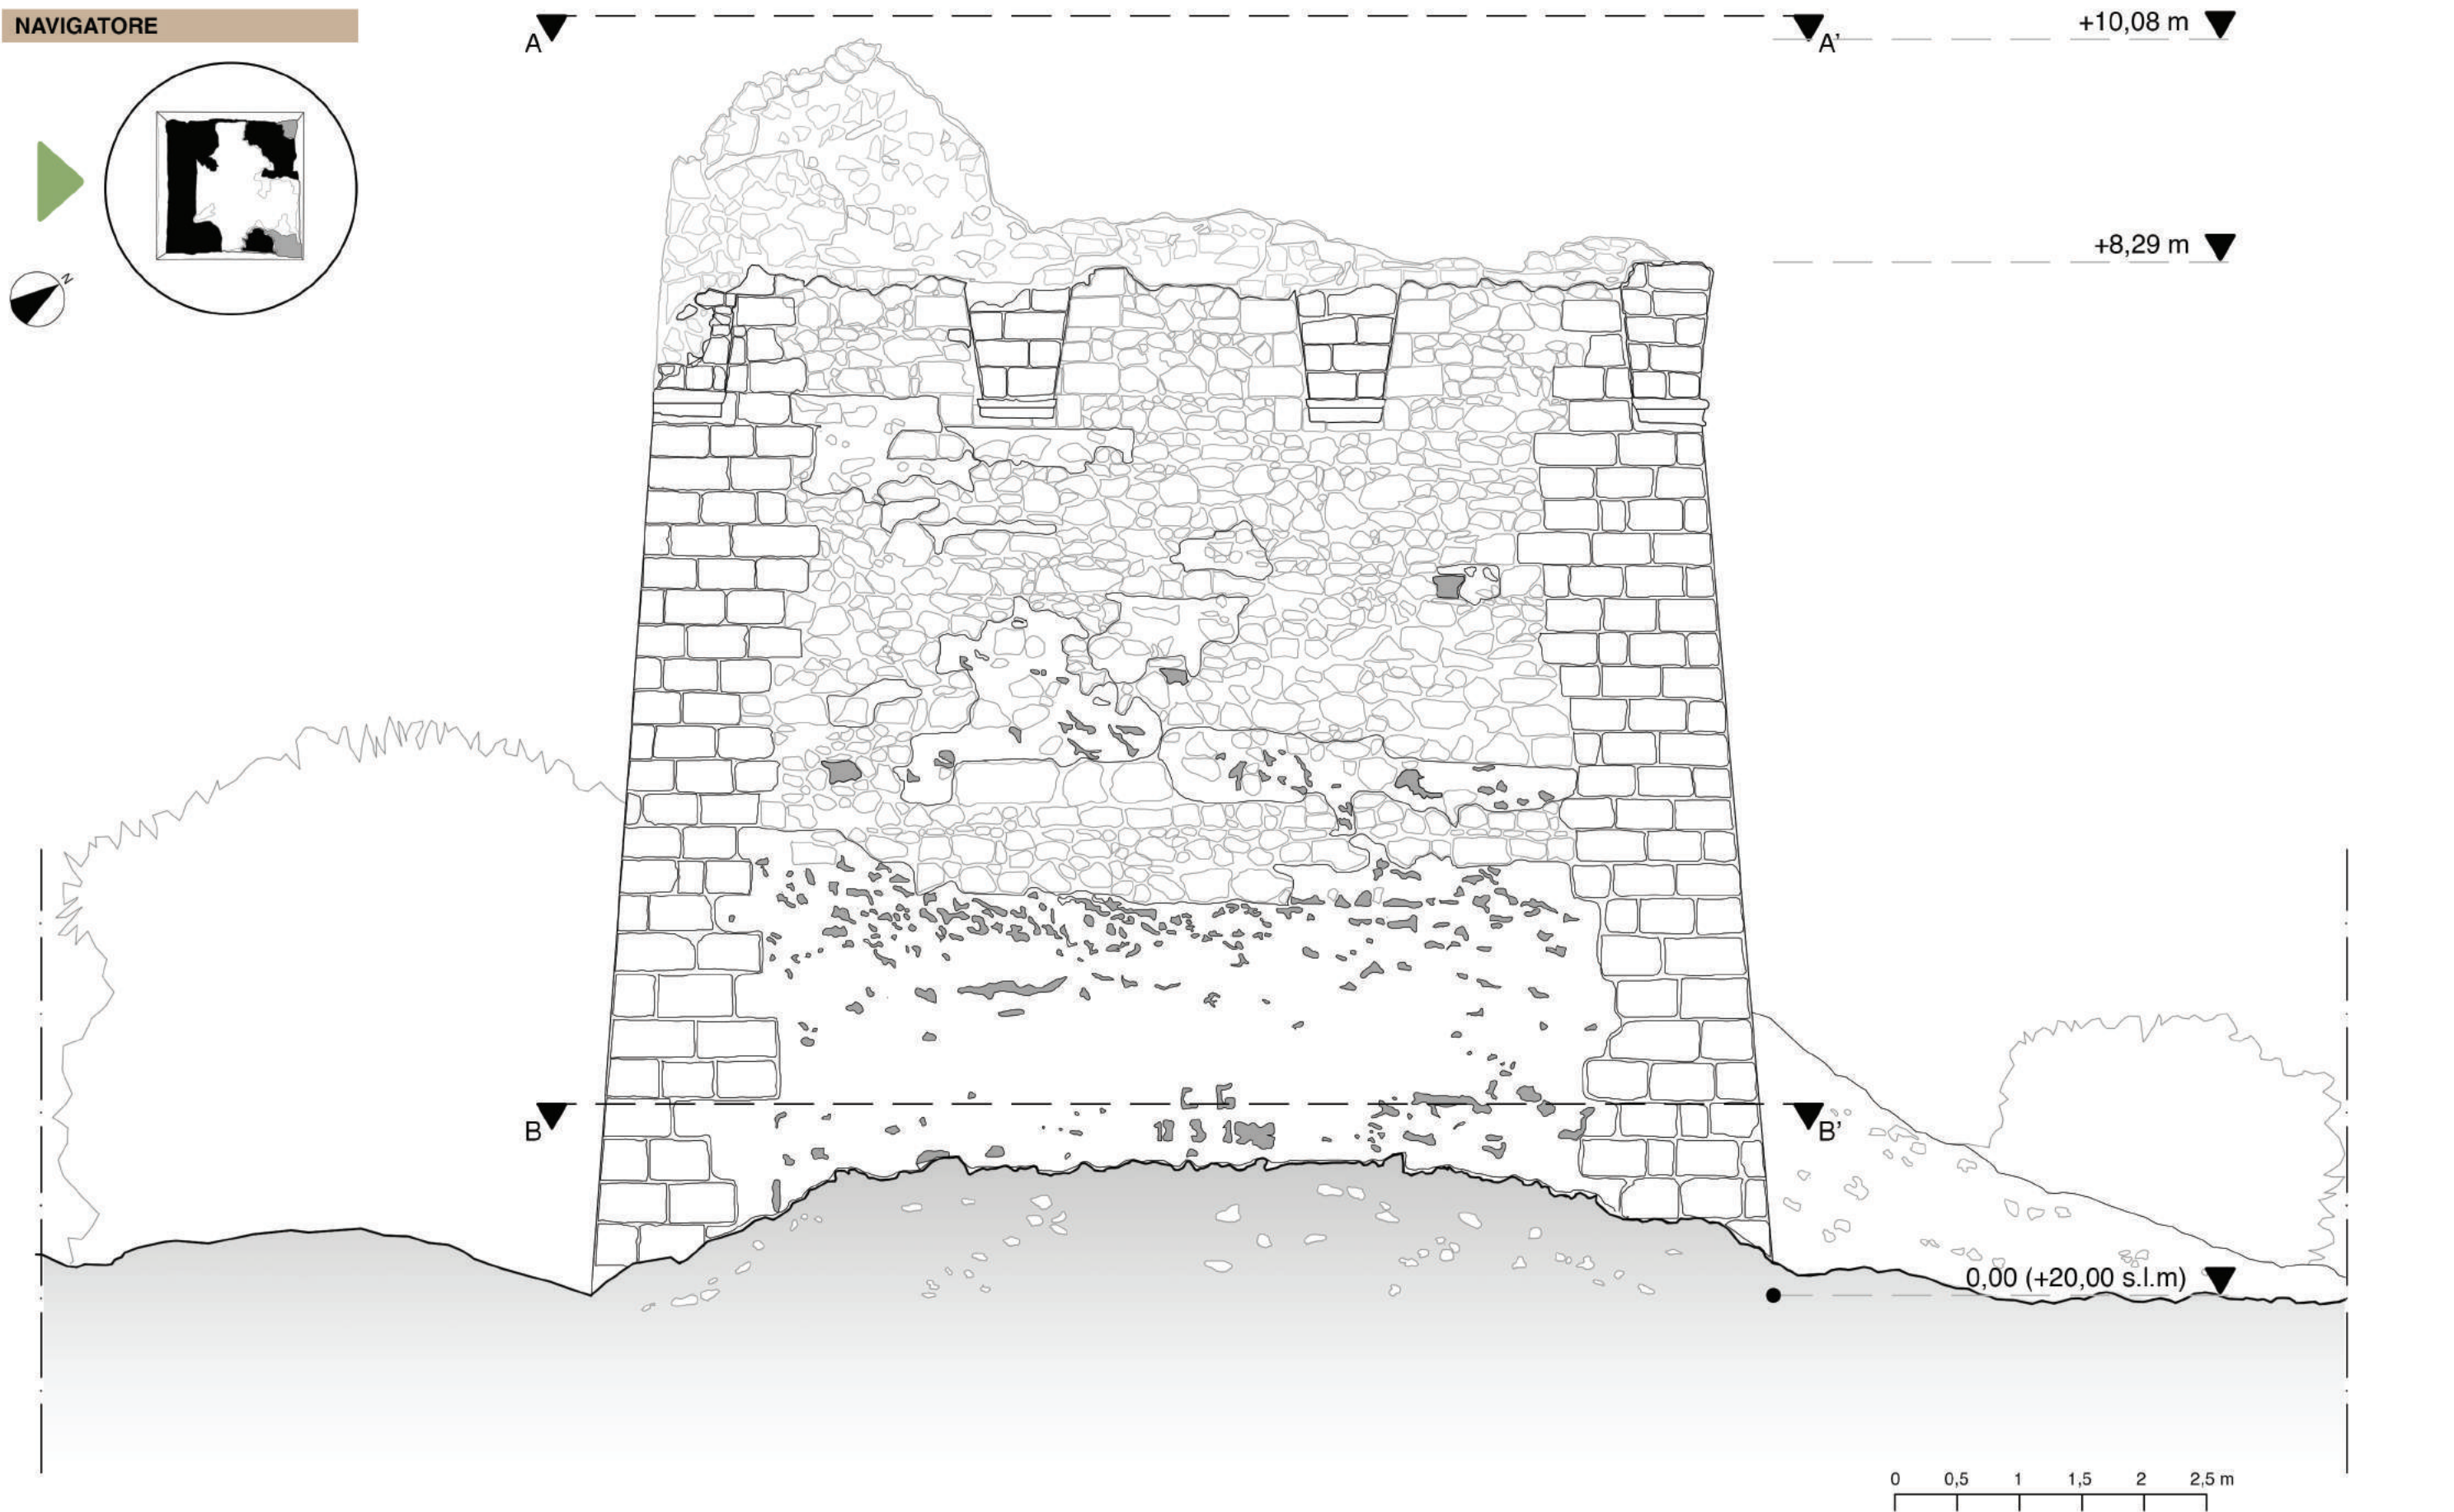 NAVIGATORE
N
A
A'
+10,08 m
+8,29 m
B
B'
0,00 (+20,00 s.l.m)
0 0,5 1 1,5 2 2,5 m